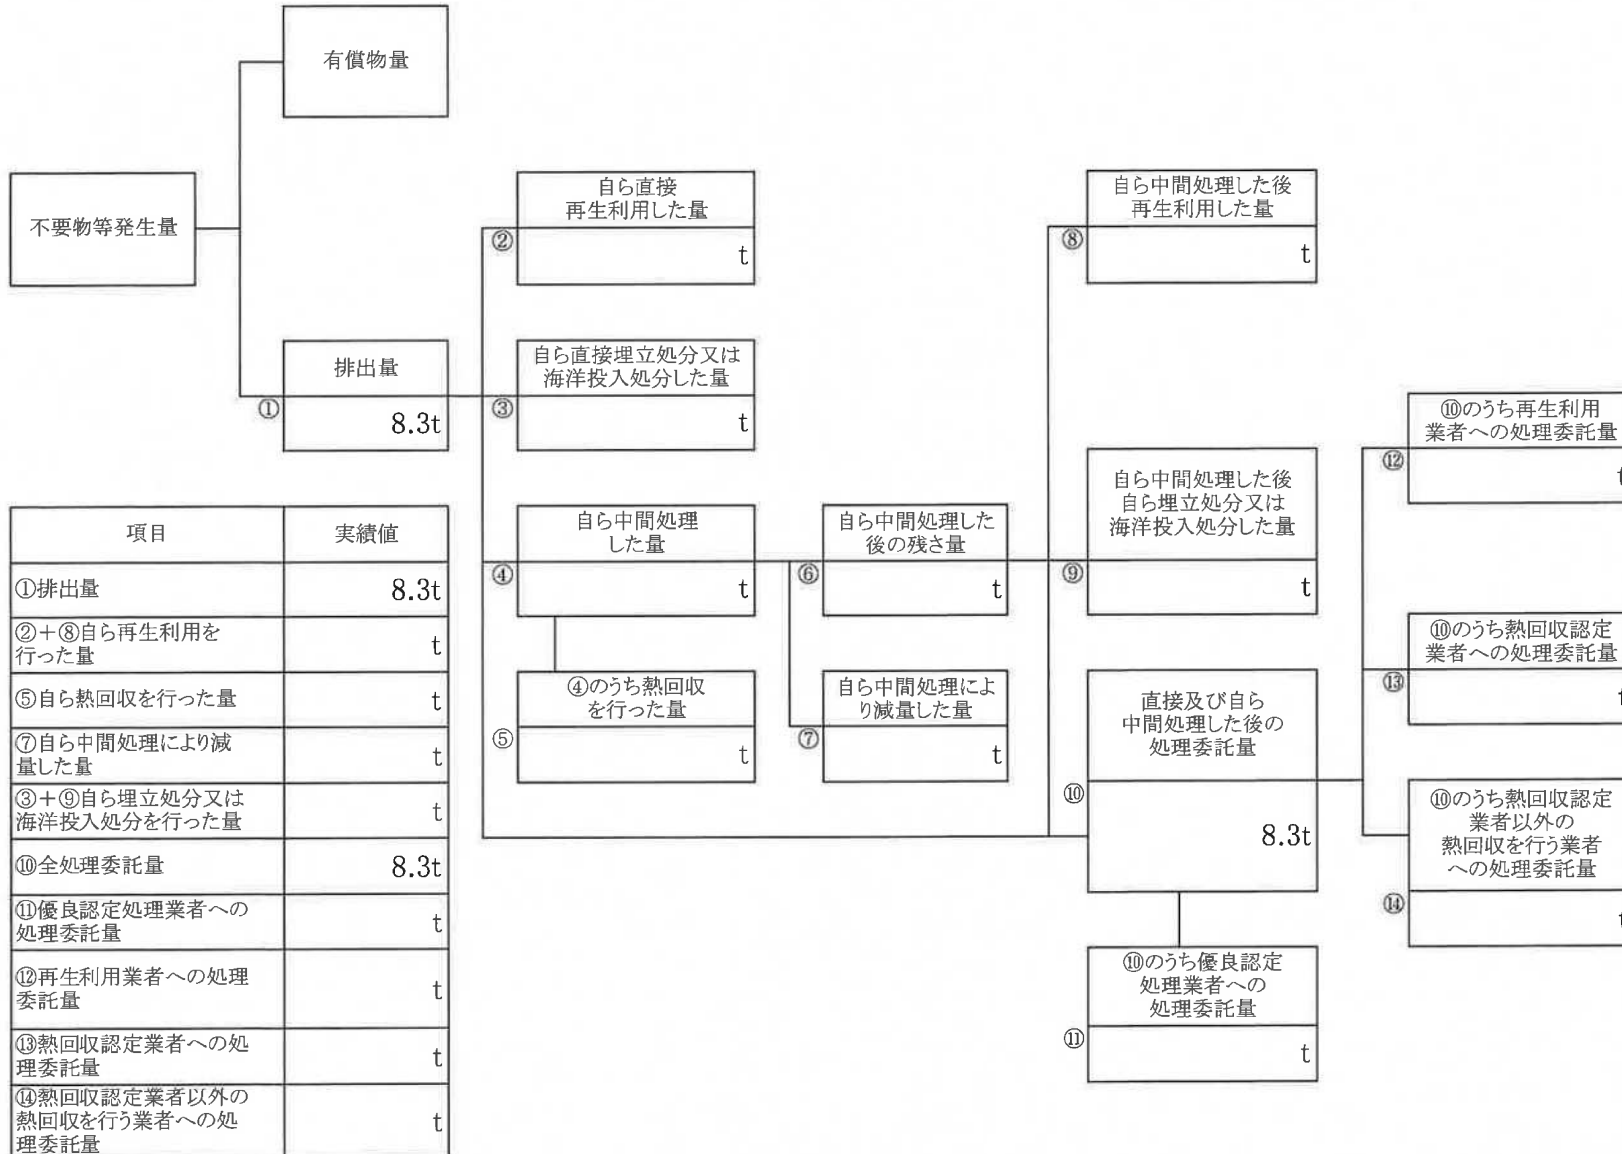 有償物量
不要物等発生量
排出量
①
8.3t
自ら直接
再生利用した量
②
t
自ら直接埋立処分又は
海洋投入処分した量
③
t
自ら中間処理
した量
④
t
④のうち熱回収
を行った量
⑤
t
自ら中間処理した
後の残さ量
⑥
t
自ら中間処理によ
り減量した量
⑦
t
自ら中間処理した後
再生利用した量
⑧
t
自ら中間処理した後
自ら埋立処分又は
海洋投入処分した量
⑨
t
直接及び自ら
中間処理した後の
処理委託量
⑩
8.3t
⑩のうち優良認定
処理業者への
処理委託量
⑪
t
⑩のうち再生利用
業者への処理委託量
⑫
t
⑩のうち熱回収認定
業者への処理委託量
⑬
t
⑩のうち熱回収認定
業者以外の
熱回収を行う業者
への処理委託量
⑭
t
項目 実績値
①排出量 8.3t
②+⑧自ら再生利用を
行った量 t
⑤自ら熱回収を行った量 t
⑦自ら中間処理により減
量した量 t
③+⑨自ら埋立処分又は
海洋投入処分を行った量 t
⑩全処理委託量 8.3t
⑪優良認定処理業者への
処理委託量 t
⑫再生利用業者への処理
委託量 t
⑬熱回収認定業者への処
理委託量 t
⑭熱回収認定業者以外の
熱回収を行う業者への処
理委託量 t